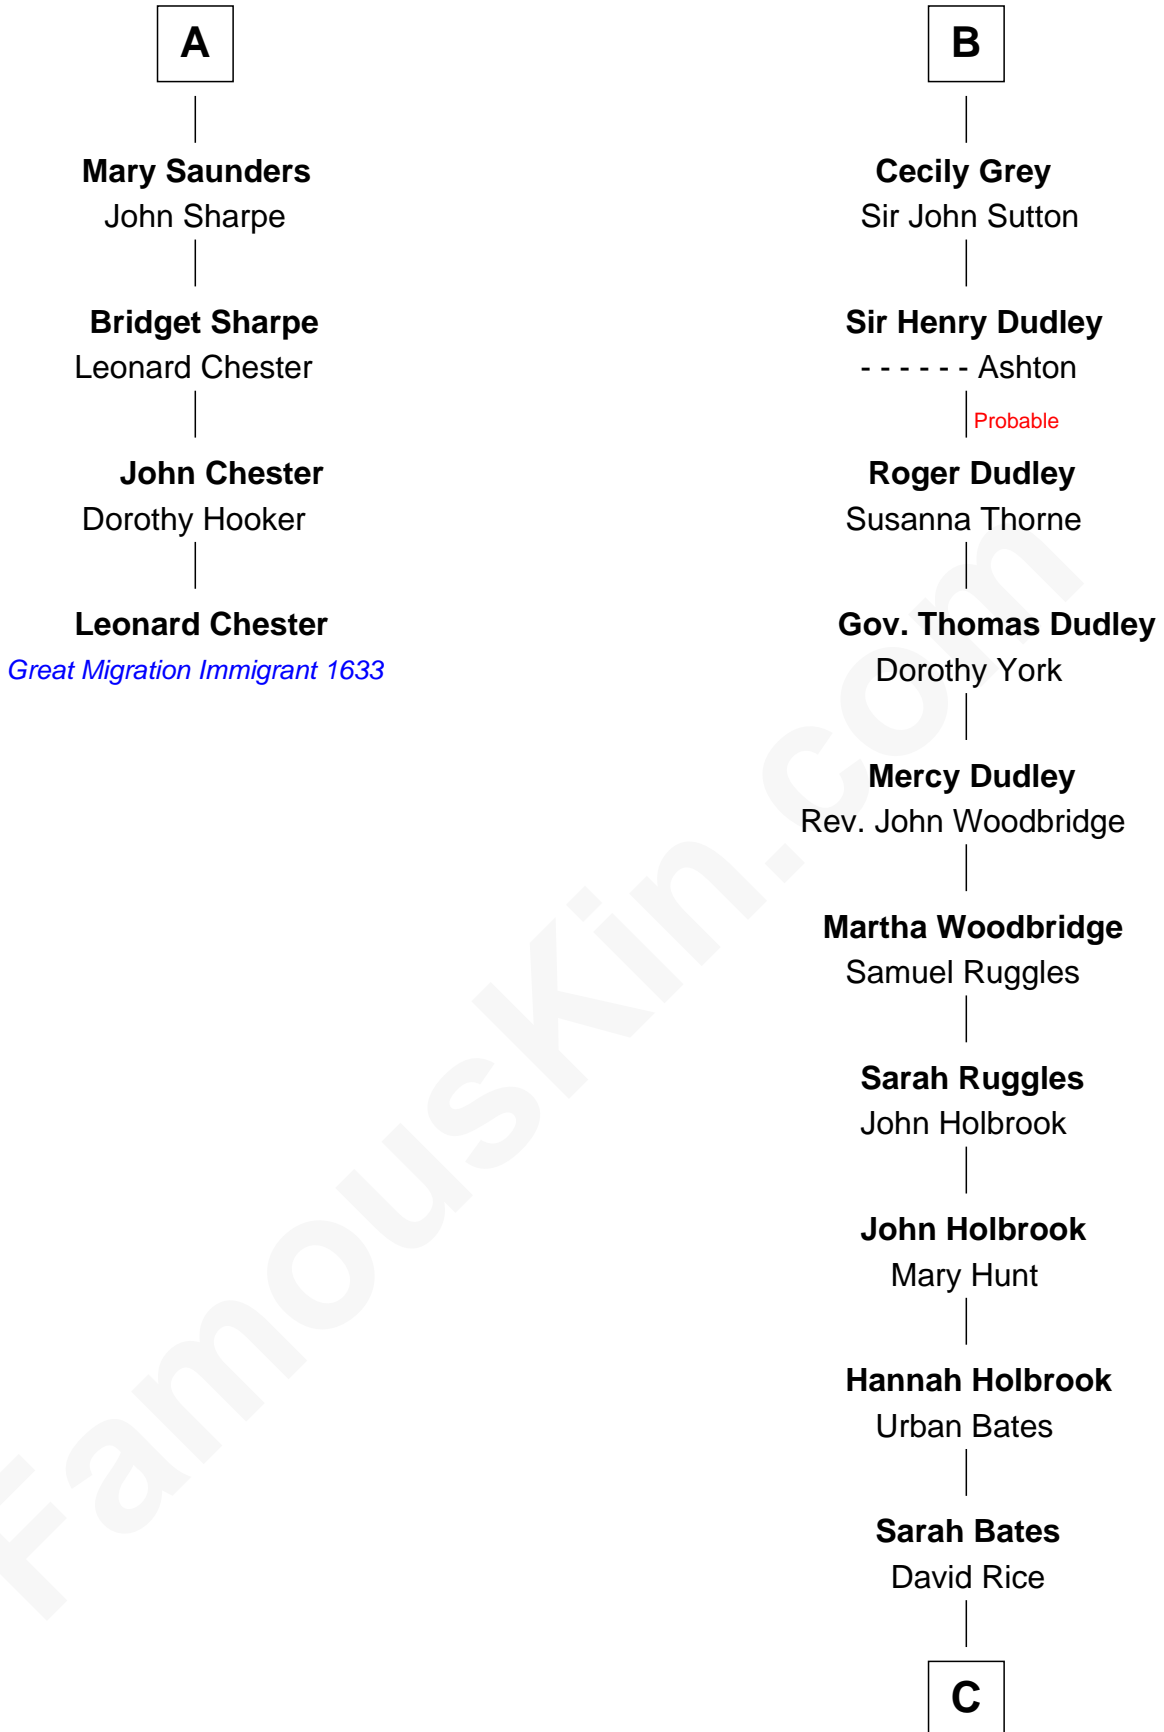 A
Mary Saunders
John Sharpe
Bridget Sharpe
Leonard Chester
John Chester
Dorothy Hooker
Leonard Chester
Great Migration Immigrant 1633
B
Cecily Grey
Sir John Sutton
Sir Henry Dudley
- - - - - - Ashton
Probable
Roger Dudley
Susanna Thorne
Gov. Thomas Dudley
Dorothy York
Mercy Dudley
Rev. John Woodbridge
Martha Woodbridge
Samuel Ruggles
Sarah Ruggles
John Holbrook
John Holbrook
Mary Hunt
Hannah Holbrook
Urban Bates
Sarah Bates
David Rice
C
FamousKin.com